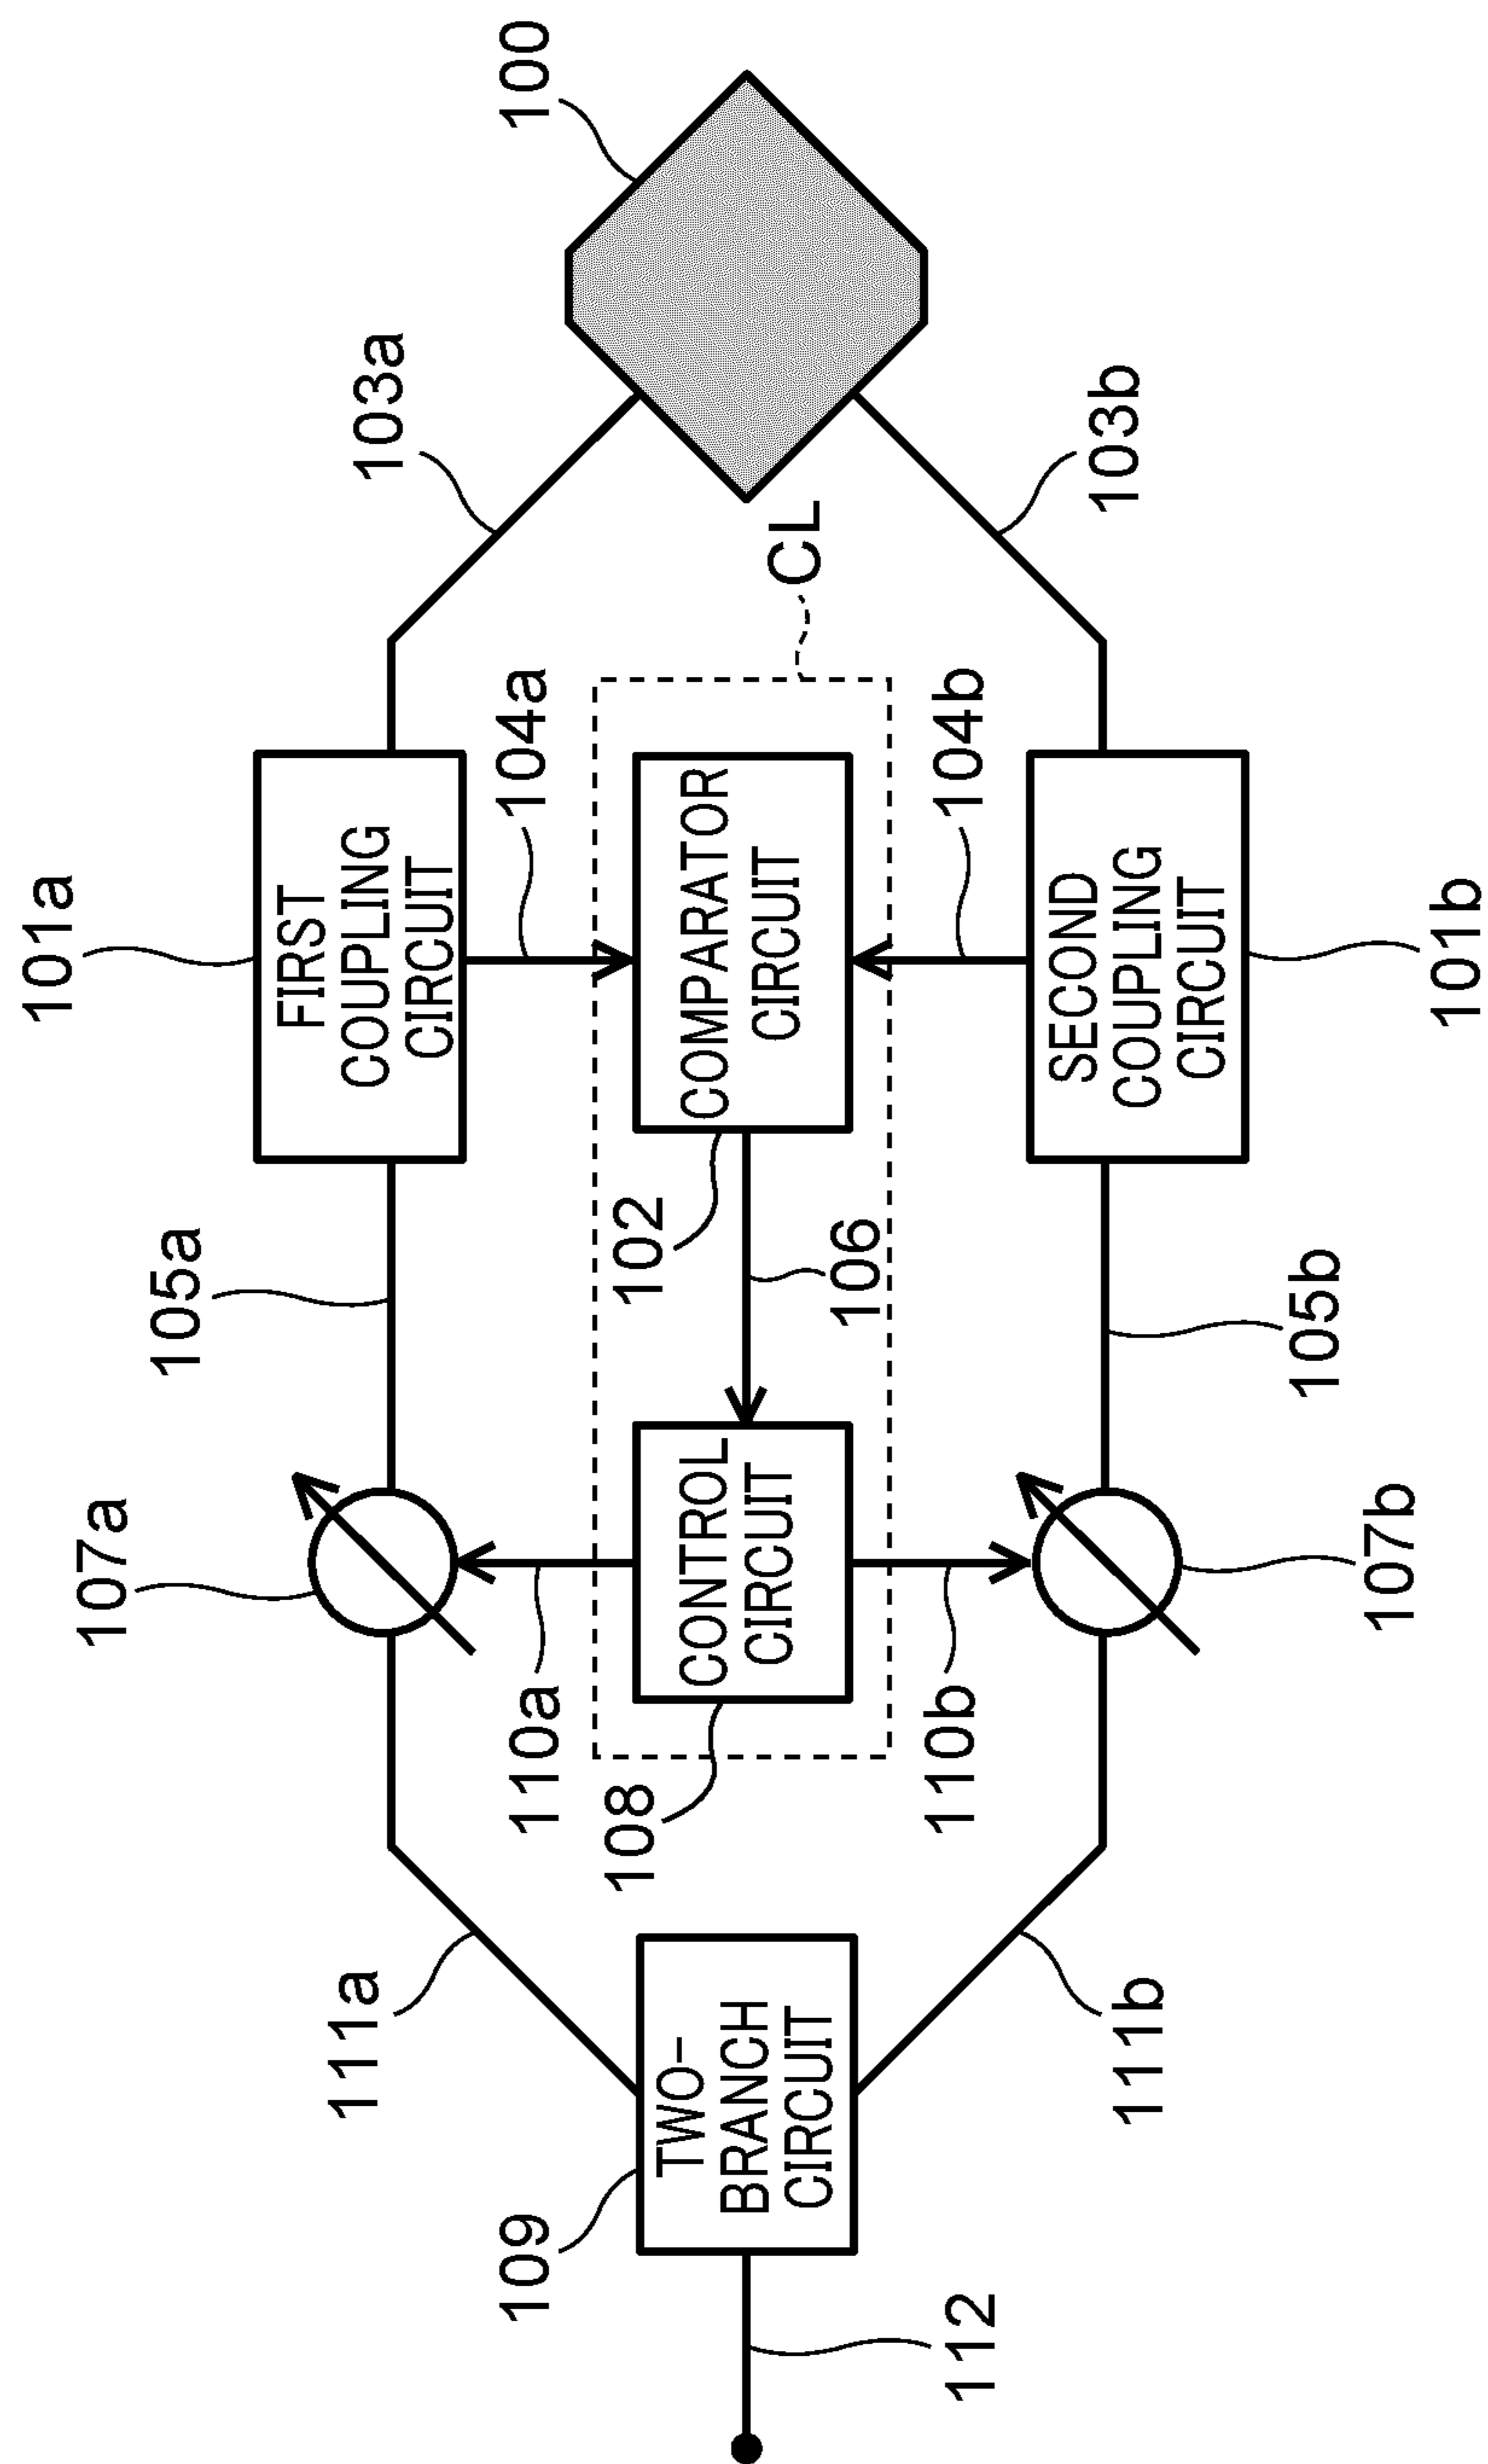 101a
107a
105a
FIRST
COUPLING
CIRCUIT
111a
103a
109
110a
104a
100
108
102
TWO-
BRANCH
CIRCUIT
CONTROL
CIRCUIT
COMPARATOR
CIRCUIT
CL
106
112
110b
104b
SECOND
COUPLING
CIRCUIT
111b
103b
105b
107b
101b